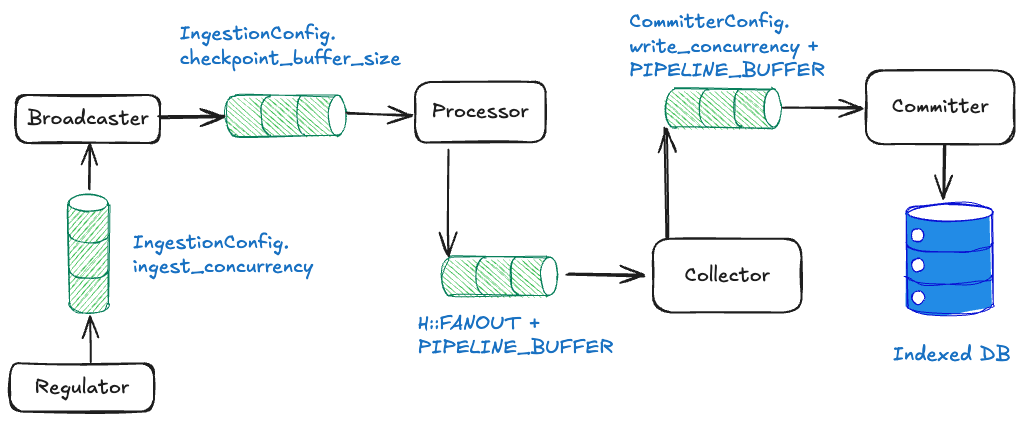 IngestionConfig.
checkpoint_buffer_size
CommitterConfig.
write_concurrency +
PIPELINE_BUFFER
Broadcaster
Processor
Committer
IngestionConfig.
ingest_concurrency
Collector
H::FANOUT +
PIPELINE_BUFFER
Indexed DB
Regulator